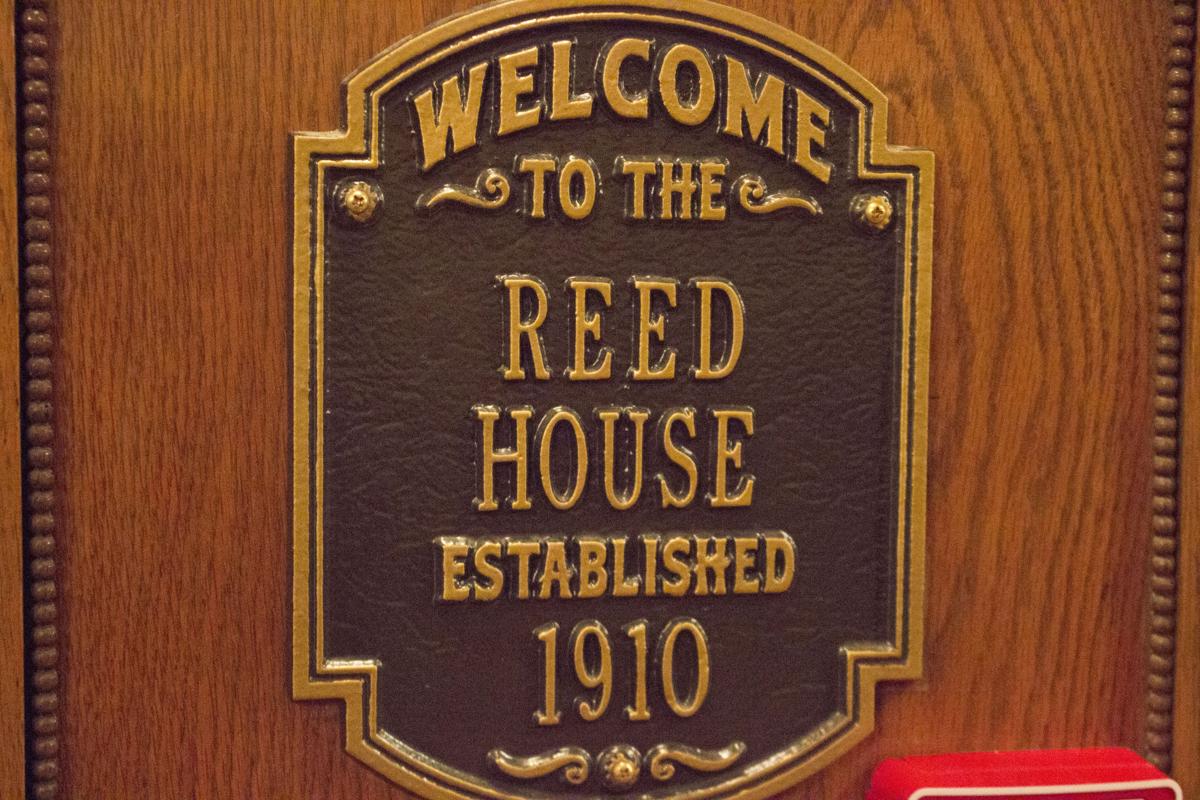 WELCOME
TO THE
REED
HOUSE
ESTABLISHED
1910